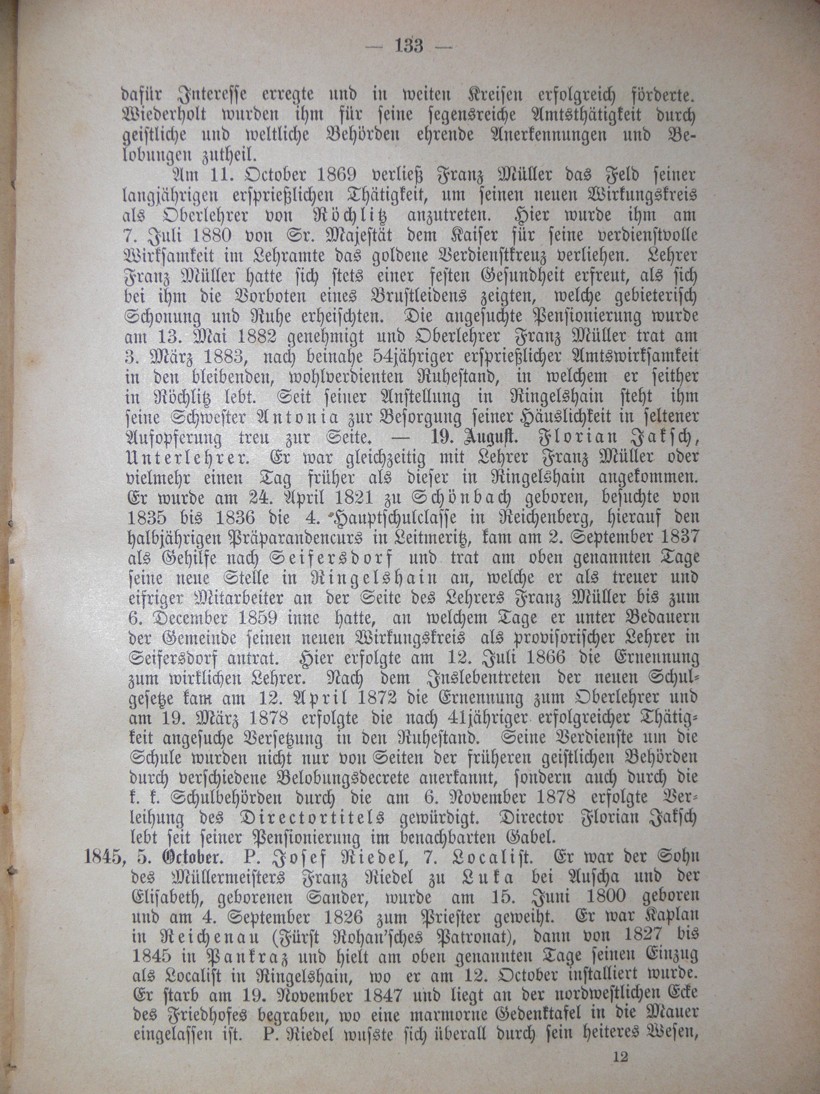 — 133 —
dafür Interesse erregte und in weiten Kreisen erfolgreich förderte.
Wiederholt wurden ihm für seine segensreiche Amtsthätigkeit durch
geistliche und weltliche Behörden ehrende Anerkennungen und Be-
lobungen zutheil.
Am 11. October 1869 verließ Franz Müller das Feld seiner
langjährigen ersprießlichen Thätigkeit, um seinen neuen Wirkungskreis
als Oberlehrer von Röchlitz anzutreten. Hier wurde ihm am
7. Juli 1880 von Sr. Majestät dem Kaiser für seine verdienstvolle
Wirksamkeit im Lehramte das goldene Verdienstkreuz verliehen. Lehrer
Franz Müller hatte sich stets einer festen Gesundheit erfreut, als sich
bei ihm die Vorboten eines Brustleidens zeigten, welche gebieterisch
Schonung und Ruhe erheischten. Die angesuchte Pensionierung wurde
am 13. Mai 1882 genehmigt und Oberlehrer Franz Müller trat am
3. März 1883, nach beinahe 54jähriger ersprießlicher Amtswirksamkeit
in den bleibenden, wohlverdienten Ruhestand, in welchem er seither
in Röchlitz lebt. Seit seiner Anstellung in Ringelshain steht ihm
seine Schwester Antonia zur Besorgung seiner Häuslichkeit in seltener
Aufopferung treu zur Seite. — 19. August. Florian Jaksch,
Unterlehrer. Er war gleichzeitig mit Lehrer Franz Müller oder
vielmehr einen Tag früher als dieser in Ringelshain angekommen.
Er wurde am 24. April 1821 zu Schönbach geboren, besuchte von
1835 bis 1836 die 4. Hauptschulclasse in Reichenberg, hierauf den
halbjährigen Präparandencurs in Leitmeritz, kam am 2. September 1837
als Gehilfe nach Seifersdorf und trat am oben genannten Tage
seine neue Stelle in Ringelshain an, welche er als treuer und
eifriger Mitarbeiter an der Seite des Lehrers Franz Müller bis zum
6. December 1859 inne hatte, an welchem Tage er unter Bedauern
der Gemeinde seinen neuen Wirkungskreis als provisorischer Lehrer in
Seifersdorf antrat. Hier erfolgte am 12. Juli 1866 die Ernennung
zum wirklichen Lehrer. Nach dem Inslebentreten der neuen Schul-
gesetze kam am 12. April 1872 die Ernennung zum Oberlehrer und
am 19. März 1878 erfolgte die nach 41jähriger erfolgreicher Thätig-
keit angesuche Versetzung in den Ruhestand. Seine Verdienste um die
Schule wurden nicht nur von Seiten der früheren geistlichen Behörden
durch verschiedene Belobungsdecrete anerkannt, sondern auch durch die
k. k. Schulbehörden durch die am 6. November 1878 erfolgte Ver-
leihung des Directortitels gewürdigt. Director Florian Jaksch
lebt seit seiner Pensionierung im benachbarten Gabel.
1845, 5. October. P. Josef Riedel, 7. Localist. Er war der Sohn
des Müllermeisters Franz Riedel zu Luka bei Auscha und der
Elisabeth, geborenen Sander, wurde am 15. Juni 1800 geboren
und am 4. September 1826 zum Priester geweiht. Er war Kaplan
in Reichenau (Fürst Rohan'sches Patronat), dann von 1827 bis
1845 in Pankraz und hielt am oben genannten Tage seinen Einzug
als Localist in Ringelshain, wo er am 12. October installiert wurde.
Er starb am 19. November 1847 und liegt an der nordwestlichen Ecke
des Friedhofes begraben, wo eine marmorne Gedenktafel in die Mauer
eingelassen ist. P. Riedel wusste sich überall durch sein heiteres Wesen,
12